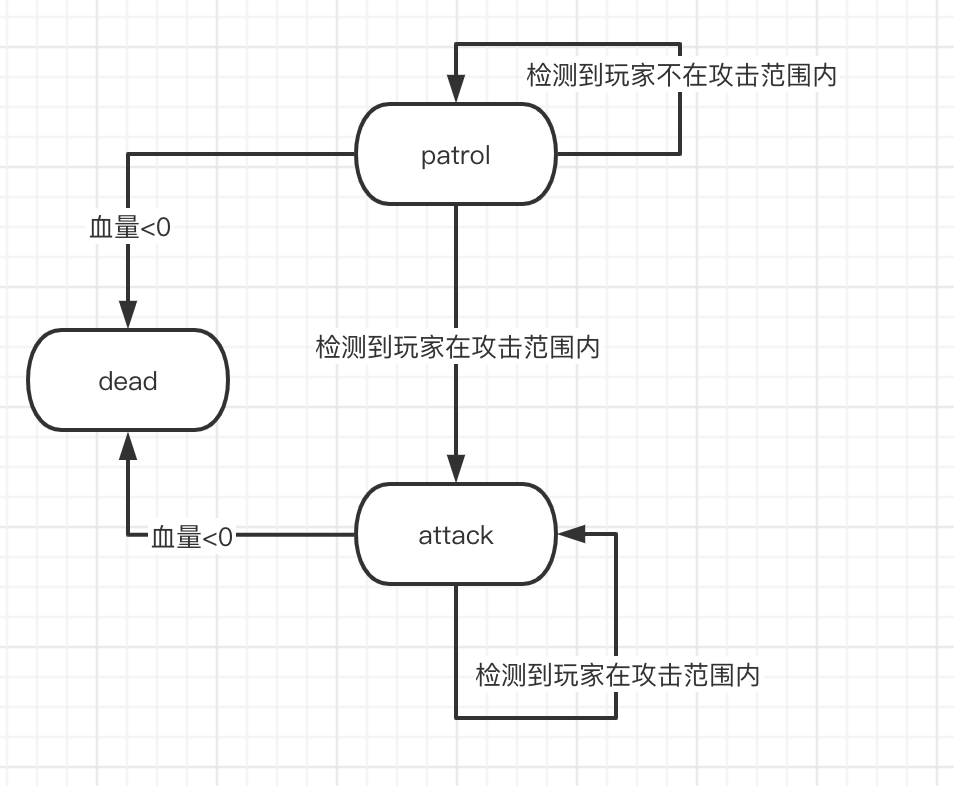 检测到玩家不在攻击范围内
patrol
血量<0
检测到玩家在攻击范围内
dead
attack
血量<0
检测到玩家在攻击范围内